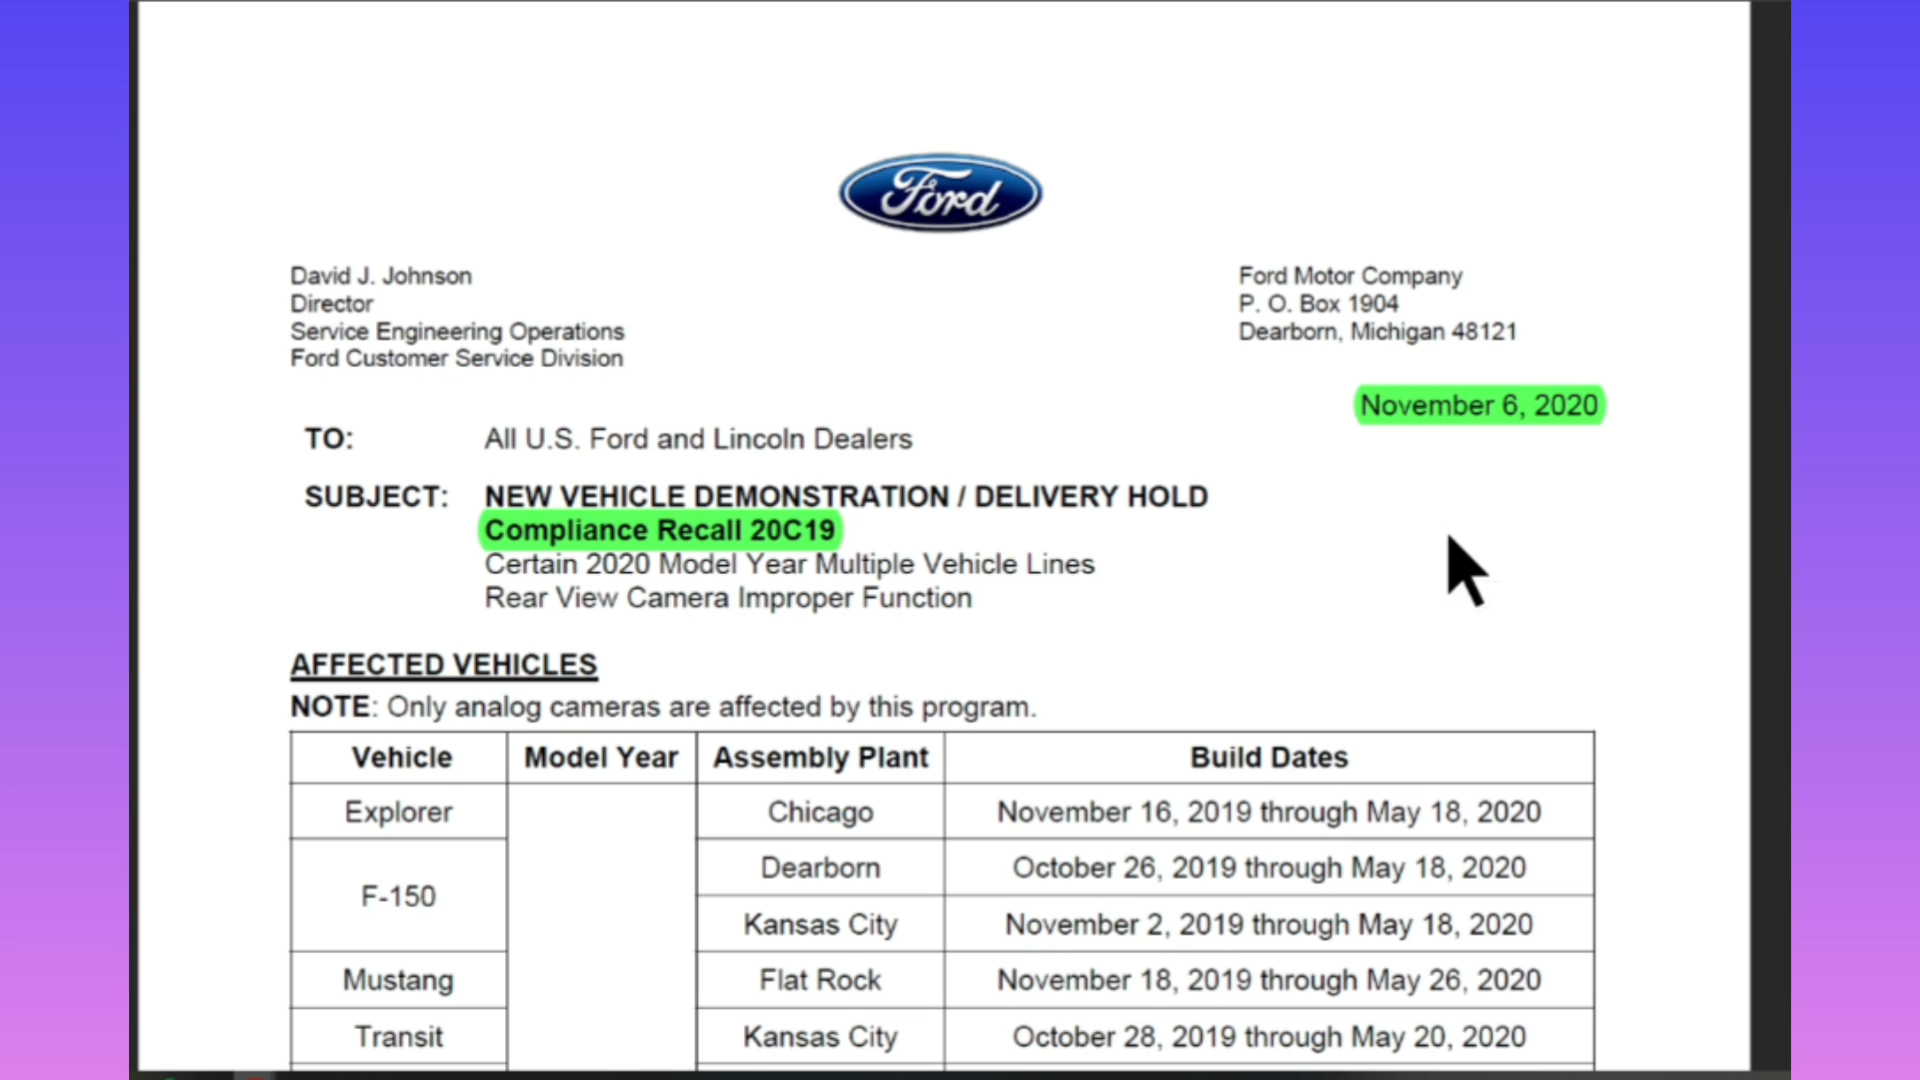 Ford
David J. Johnson
Director
Service Engineering Operations
Ford Customer Service Division
Ford Motor Company
P. O. Box 1904
Dearborn, Michigan 48121
November 6, 2020
TO: All U.S. Ford and Lincoln Dealers
SUBJECT: NEW VEHICLE DEMONSTRATION / DELIVERY HOLD
Compliance Recall 20C19
Certain 2020 Model Year Multiple Vehicle Lines
Rear View Camera Improper Function
AFFECTED VEHICLES
NOTE: Only analog cameras are affected by this program.
Vehicle Model Year Assembly Plant Build Dates
Explorer Chicago November 16, 2019 through May 18, 2020
F-150 Dearborn October 26, 2019 through May 18, 2020
Kansas City November 2, 2019 through May 18, 2020
Mustang Flat Rock November 18, 2019 through May 26, 2020
Transit Kansas City October 28, 2019 through May 20, 2020